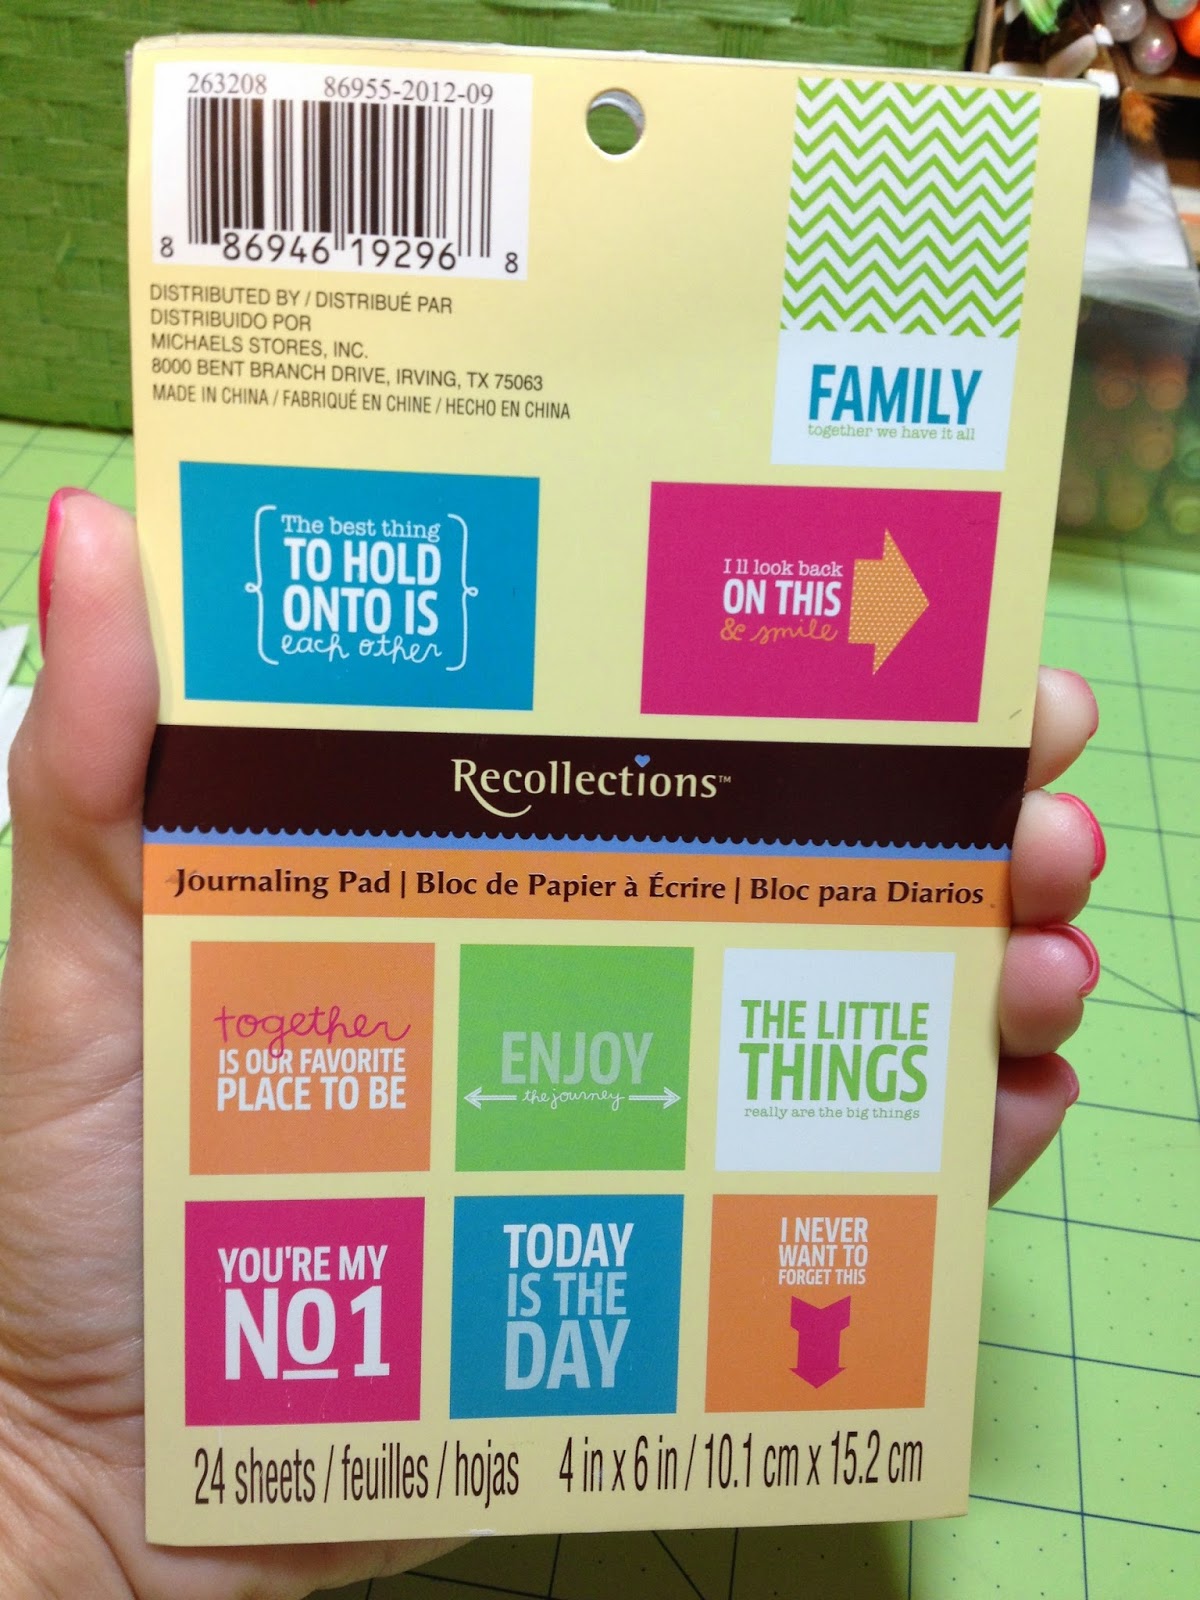 263208 86955-2012-09
8 86946 19296 8
DISTRIBUTED BY / DISTRIBUÉ PAR
DISTRIBUIDO POR
MICHAELS STORES, INC.
8000 BENT BRANCH DRIVE, IRVING, TX 75063
MADE IN CHINA / FABRIQUÉ EN CHINE / HECHO EN CHINA
FAMILY
together we have it all
The best thing
TO HOLD
ONTO IS
each other
I ll look back
ON THIS
& smile
Recollections™
Journaling Pad | Bloc de Papier à Écrire | Bloc para Diarios
together
IS OUR FAVORITE
PLACE TO BE
ENJOY
the journey
THE LITTLE
THINGS
really are the big things
YOU'RE MY
No 1
TODAY
IS THE
DAY
I NEVER
WANT TO
FORGET THIS
24 sheets / feuilles / hojas 4 in x 6 in / 10.1 cm x 15.2 cm